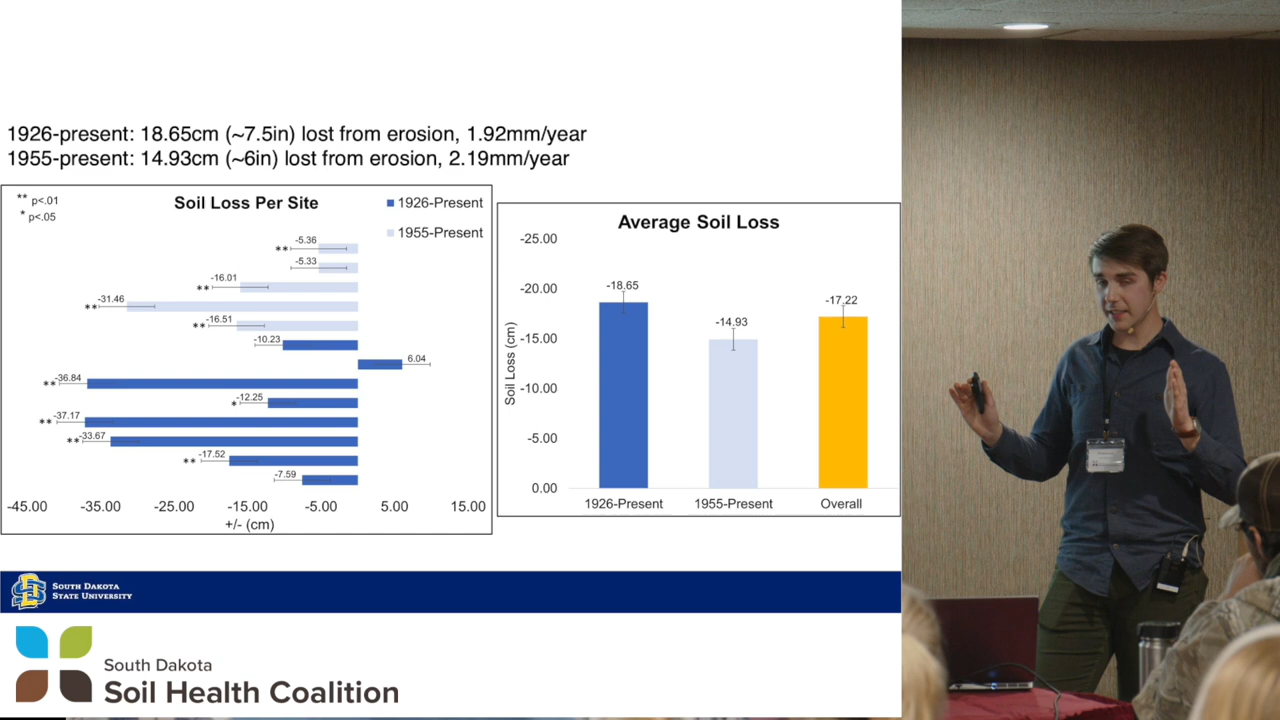 1926-present: 18.65cm (~7.5in) lost from erosion, 1.92mm/year
1955-present: 14.93cm (~6in) lost from erosion, 2.19mm/year
** p<.01
* p<.05
Soil Loss Per Site
1926-Present
1955-Present
-5.36
**
-5.33
-16.01
**
-31.46
**
-16.51
**
-10.23
6.04
-36.84
**
-12.25
*
-37.17
**
-33.67
**
-17.52
**
-7.59
-45.00 -35.00 -25.00 -15.00 -5.00 5.00 15.00
+/- (cm)
Average Soil Loss
Soil Loss (cm)
-25.00
-20.00
-15.00
-10.00
-5.00
0.00
-18.65
-14.93
-17.22
1926-Present 1955-Present Overall
SOUTH DAKOTA
STATE UNIVERSITY
South Dakota
Soil Health Coalition